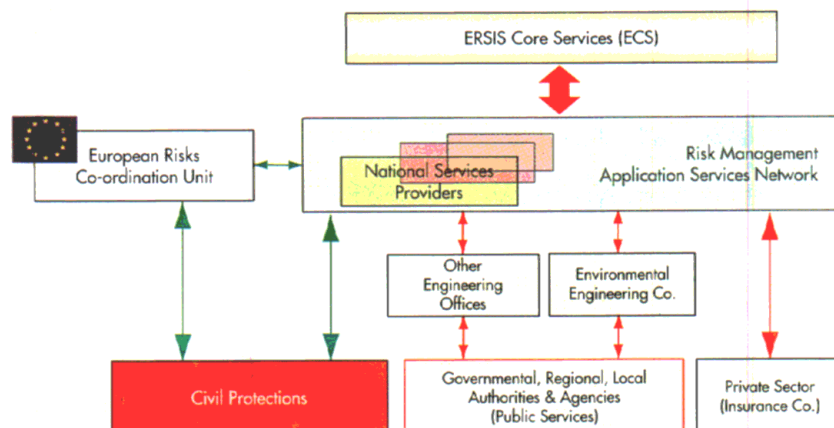 ERSIS Core Services (ECS)
European Risks
Co-ordination Unit
National Services
Providers
Risk Management
Application Services Network
Other
Engineering
Offices
Environmental
Engineering Co.
Civil Protections
Governmental, Regional, Local
Authorities & Agencies
(Public Services)
Private Sector
(Insurance Co.)